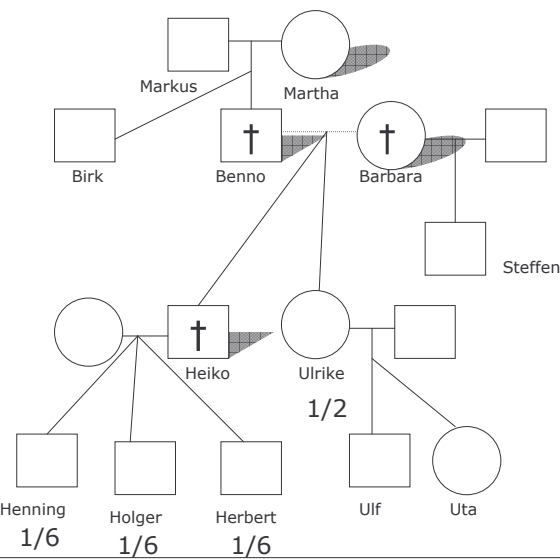 Markus
Martha
Birk
Benno
Barbara
Steffen
Heiko
Ulrike
1/2
Henning
Holger
Herbert
Ulf
Uta
1/6
1/6
1/6